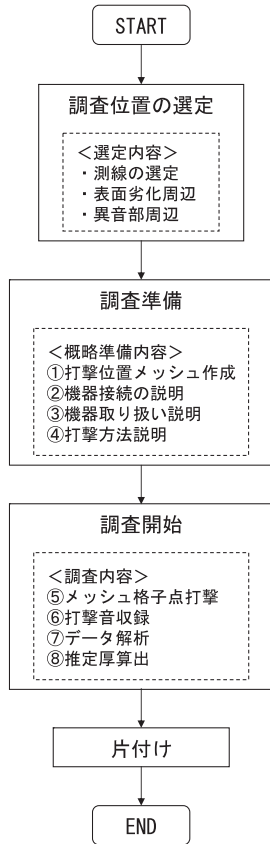 START
調査位置の選定
＜選定内容＞
・測線の選定
・表面劣化周辺
・異音部周辺
調査準備
＜概略準備内容＞
①打撃位置メッシュ作成
②機器接続の説明
③機器取り扱い説明
④打撃方法説明
調査開始
＜調査内容＞
⑤メッシュ格子点打撃
⑥打撃音収録
⑦データ解析
⑧推定厚算出
片付け
END